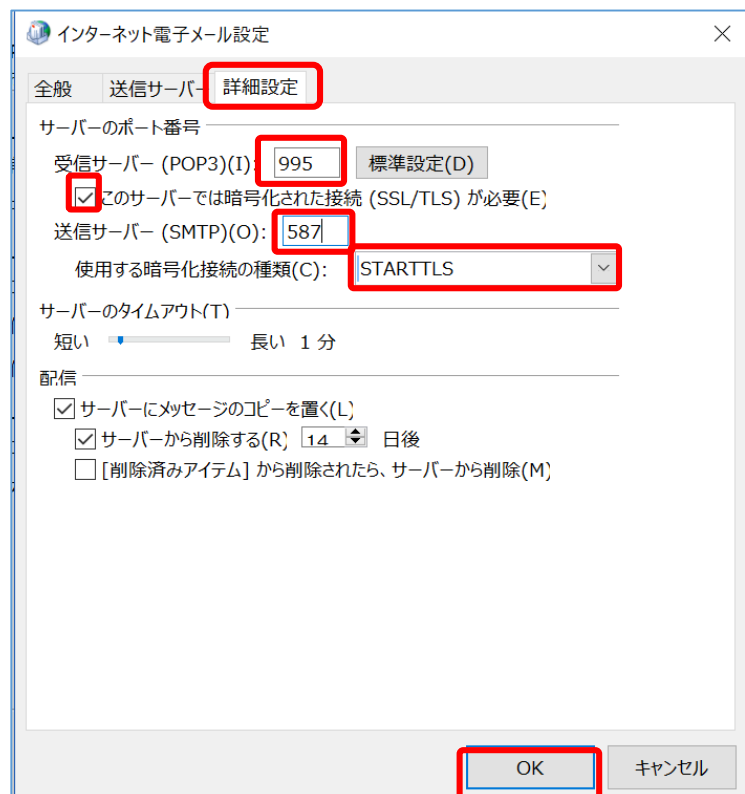 インターネット電子メール設定
全般 送信サーバー 詳細設定
サーバーのポート番号
受信サーバー (POP3)(I): 995 標準設定(D)
このサーバーでは暗号化された接続 (SSL/TLS) が必要(E)
送信サーバー (SMTP)(O): 587
使用する暗号化接続の種類(C): STARTTLS
サーバーのタイムアウト(T)
短い 長い 1 分
配信
サーバーにメッセージのコピーを置く(L)
サーバーから削除する(R) 14 日後
[削除済みアイテム] から削除されたら、サーバーから削除(M)
OK キャンセル